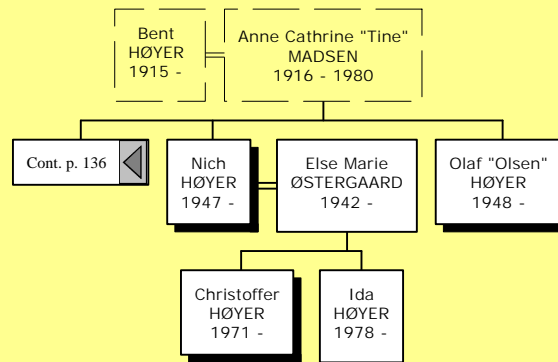 Bent
HØYER
1915 -
Anne Cathrine "Tine"
MADSEN
1916 - 1980
Cont. p. 136
Nich
HØYER
1947 -
Else Marie
ØSTERGAARD
1942 -
Olaf "Olsen"
HØYER
1948 -
Christoffer
HØYER
1971 -
Ida
HØYER
1978 -